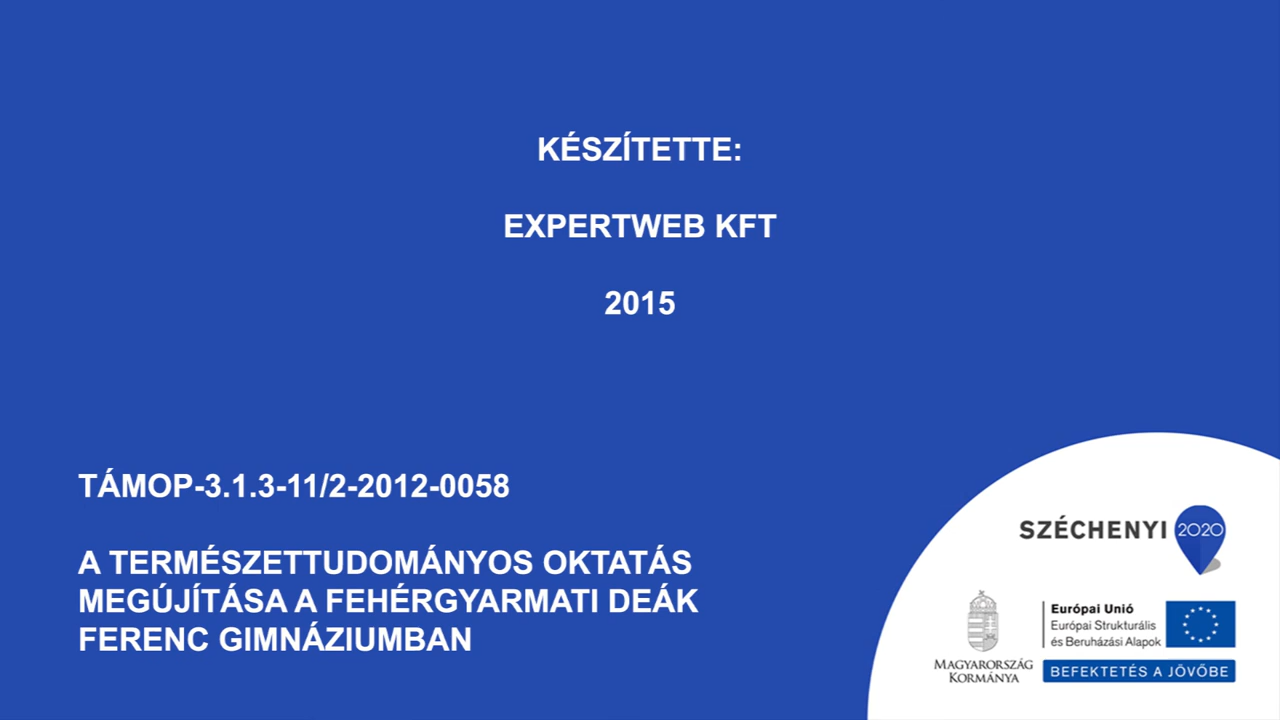 KÉSZÍTETTE:
EXPERTWEB KFT
2015
TÁMOP-3.1.3-11/2-2012-0058
A TERMÉSZETTUDOMÁNYOS OKTATÁS
MEGÚJÍTÁSA A FEHÉRGYARMATI DEÁK
FERENC GIMNÁZIUMBAN
SZÉCHENYI 2020
MAGYARORSZÁG
KORMÁNYA
Európai Unió
Európai Strukturális
és Beruházási Alapok
BEFEKTETÉS A JÖVŐBE